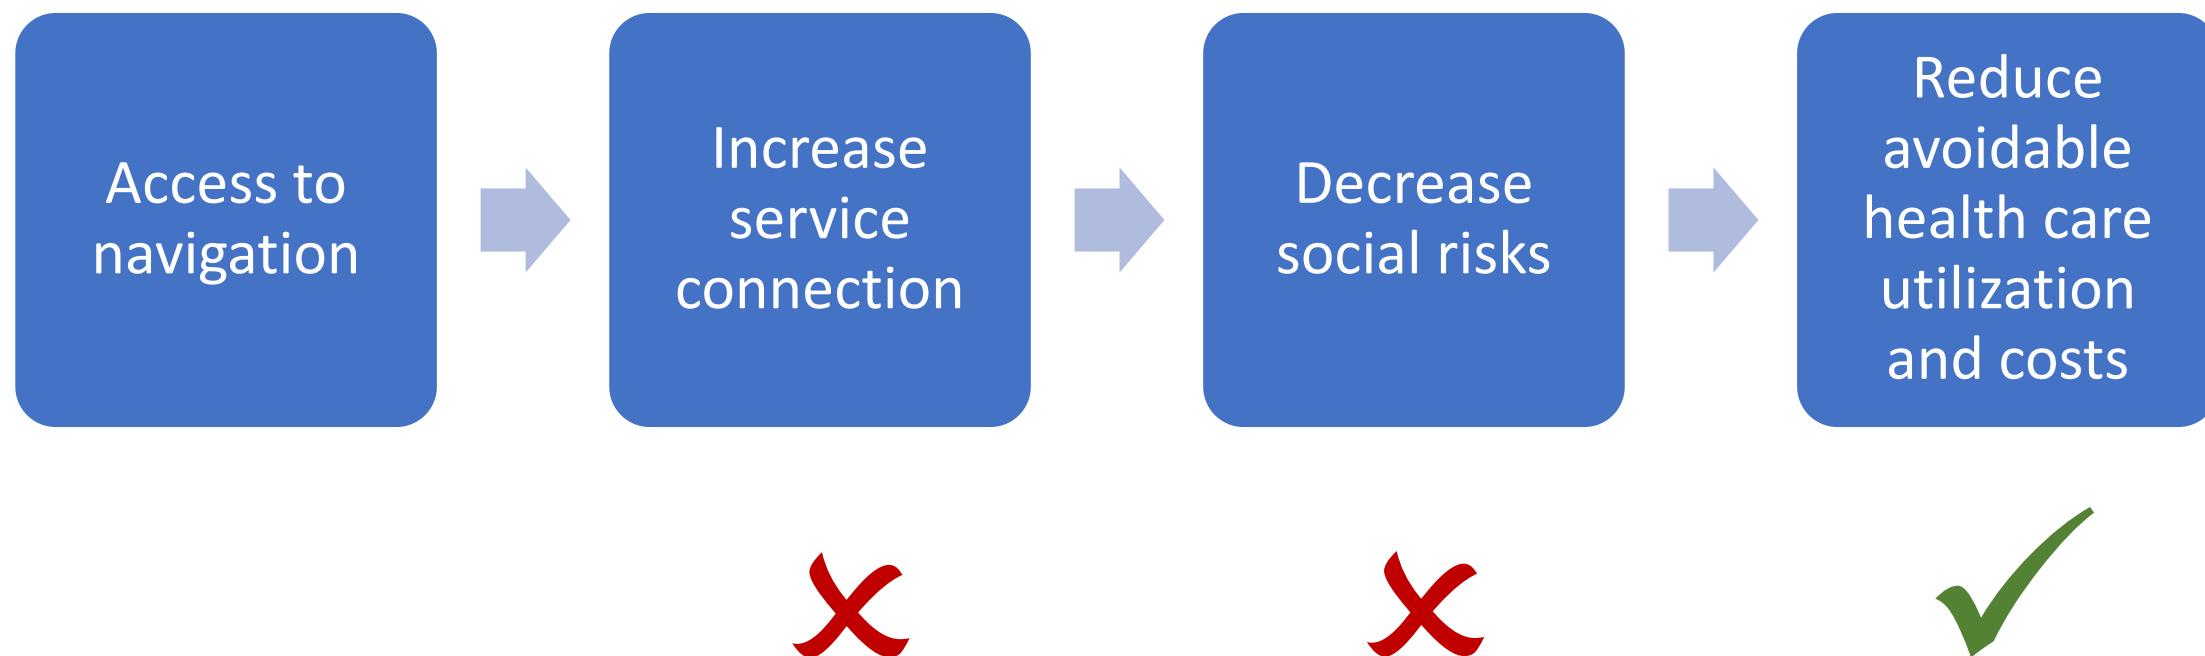 Access to
navigation
Increase
service
connection
Decrease
social risks
Reduce
avoidable
health care
utilization
and costs